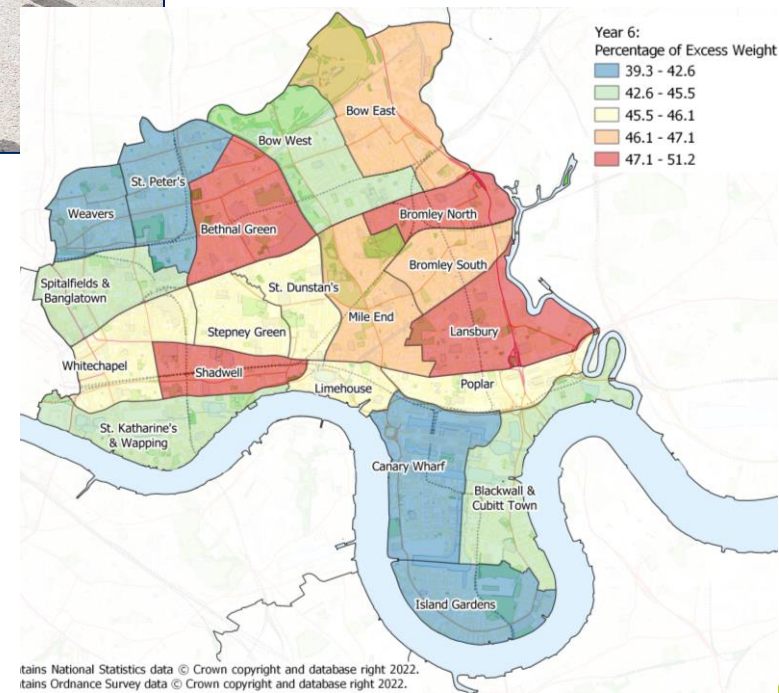 Year 6:
Percentage of Excess Weight
39.3 - 42.6
42.6 - 45.5
45.5 - 46.1
46.1 - 47.1
47.1 - 51.2
Bow East
Bow West
St. Peter's
Weavers
Bethnal Green
Bromley North
Bromley South
Spitalfields &
Banglatown
St. Dunstan's
Mile End
Stepney Green
Lansbury
Whitechapel
Shadwell
Limehouse
Poplar
St. Katharine's
& Wapping
Canary Wharf
Blackwall &
Cubitt Town
Island Gardens
tains National Statistics data © Crown copyright and database right 2022.
tains Ordnance Survey data © Crown copyright and database right 2022.